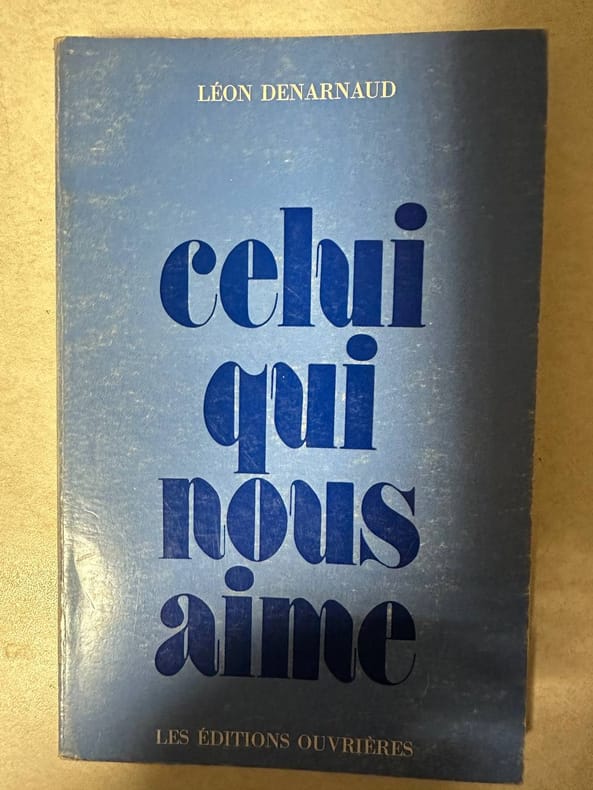 LÉON DENARNAUD
celui
qui
nous
aime
LES ÉDITIONS OUVRIÈRES